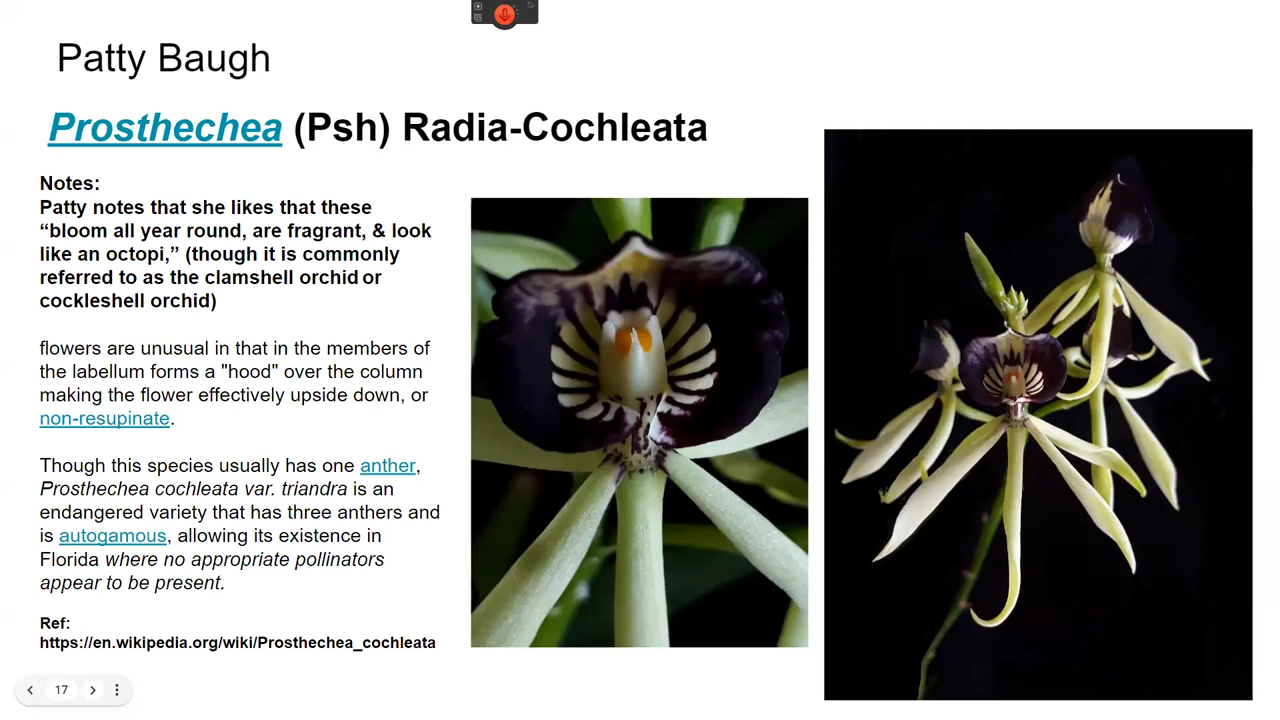 Patty Baugh
Prosthechea (Psh) Radia-Cochleata
Notes:
Patty notes that she likes that these
“bloom all year round, are fragrant, & look
like an octopi,” (though it is commonly
referred to as the clamshell orchid or
cockleshell orchid)
flowers are unusual in that in the members of
the labellum forms a "hood" over the column
making the flower effectively upside down, or
non-resupinate.
Though this species usually has one anther,
Prosthechea cochleata var. triandra is an
endangered variety that has three anthers and
is autogamous, allowing its existence in
Florida where no appropriate pollinators
appear to be present.
Ref:
https://en.wikipedia.org/wiki/Prosthechea_cochleata
17